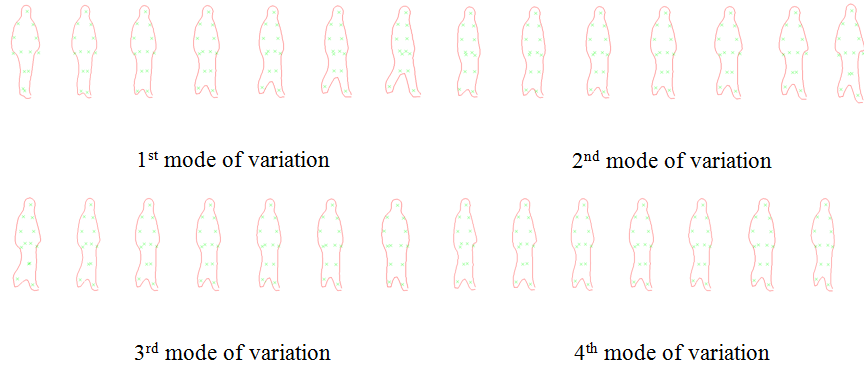 1st mode of variation
2nd mode of variation
3rd mode of variation
4th mode of variation